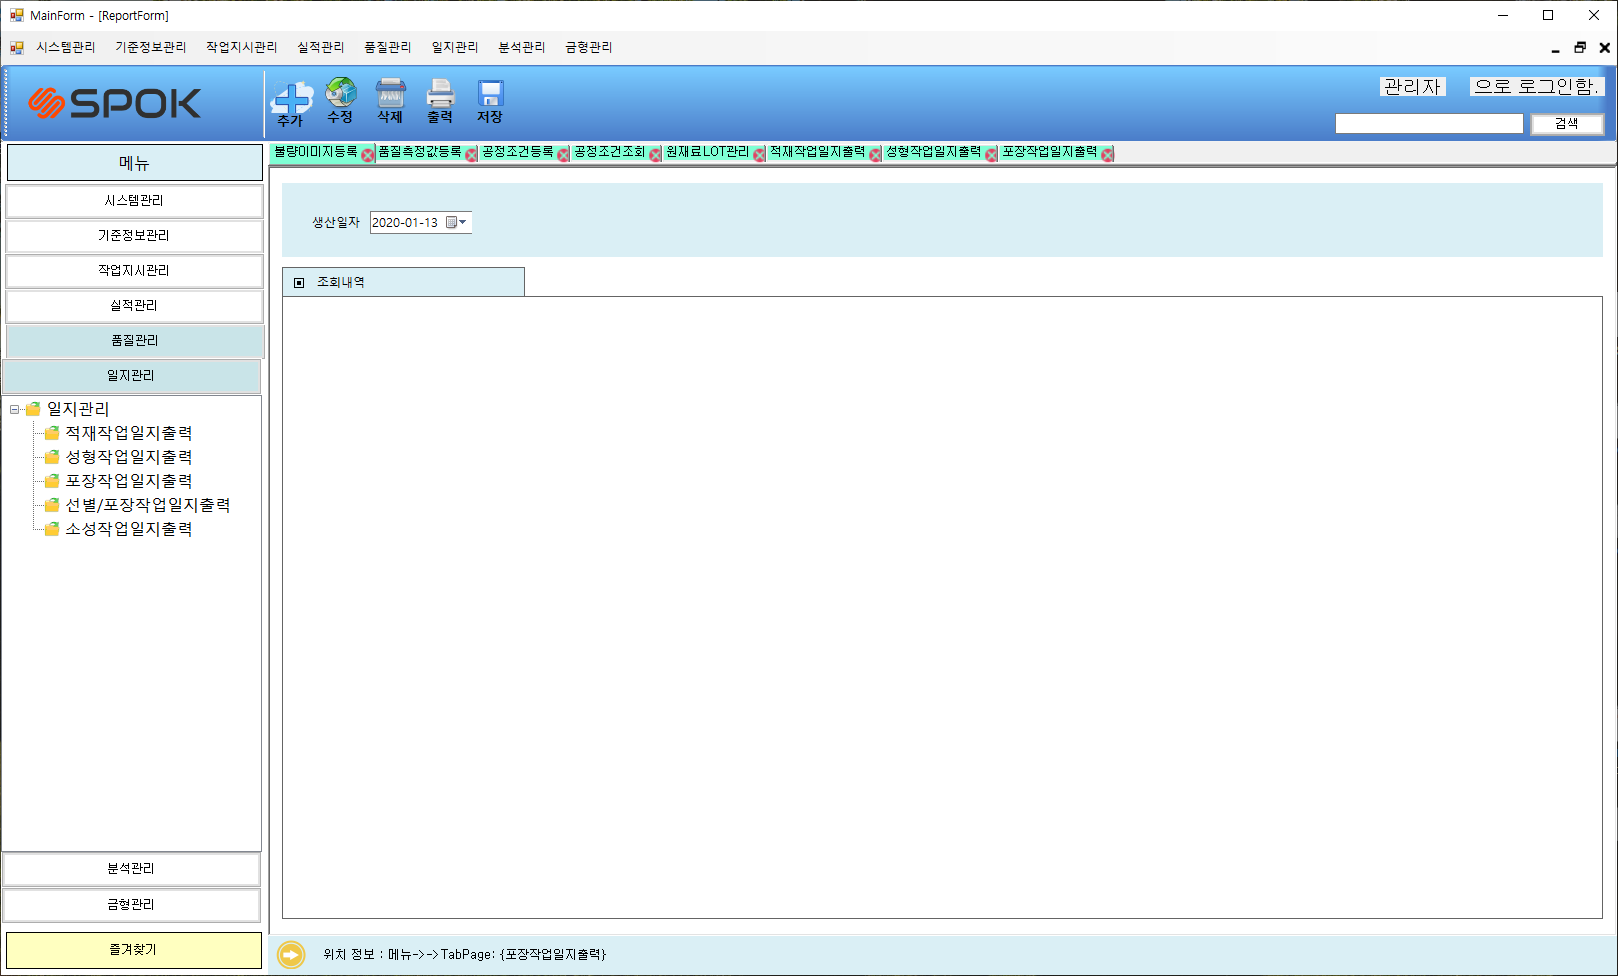 MainForm - [ReportForm]
시스템관리 기준정보관리 작업지시관리 실적관리 품질관리 일지관리 분석관리 금형관리
SPOK
추가 수정 삭제 출력 저장
관리자 으로 로그인함.
검색
메뉴
불량이미지등록 품질측정값등록 공정조건등록 공정조건조회 원재료LOT관리 적재작업일지출력 성형작업일지출력 포장작업일지출력
시스템관리
기준정보관리
작업지시관리
실적관리
품질관리
일지관리
일지관리
적재작업일지출력
성형작업일지출력
포장작업일지출력
선별/포장작업일지출력
소성작업일지출력
분석관리
금형관리
즐겨찾기
생산일자 2020-01-13
조회내역
위치 정보 : 메뉴->->TabPage: {포장작업일지출력}